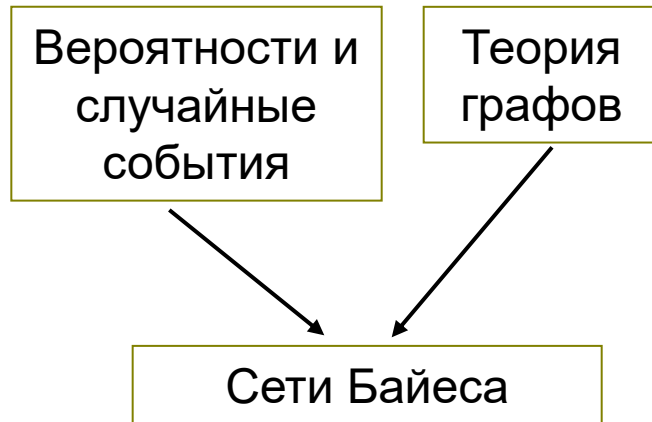 Вероятности и
случайные
события
Теория
графов
Сети Байеса